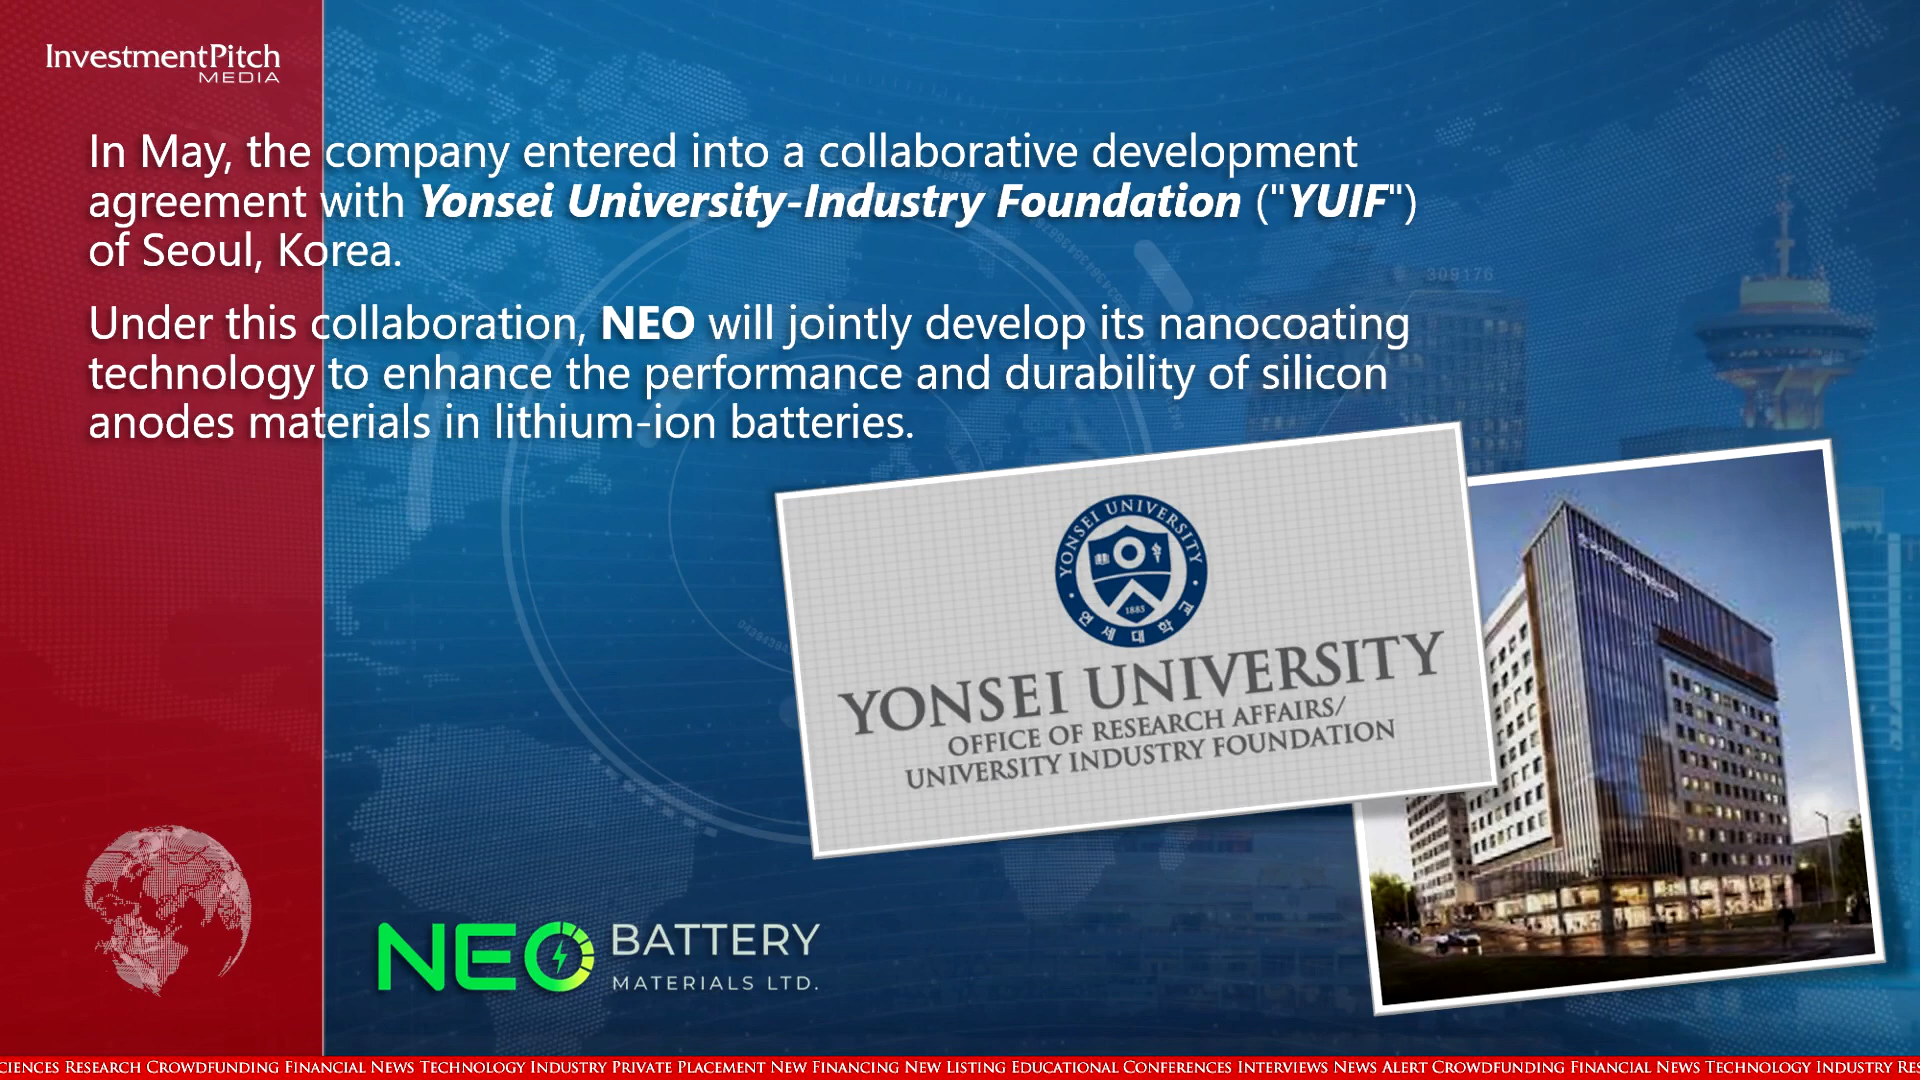 InvestmentPitch
MEDIA
In May, the company entered into a collaborative development
agreement with Yonsei University-Industry Foundation ("YUIF")
of Seoul, Korea.
309176
Under this collaboration, NEO will jointly develop its nanocoating
technology to enhance the performance and durability of silicon
anodes materials in lithium-ion batteries.
YONSEI UNIVERSITY
1885
연세대학교
YONSEI UNIVERSITY
OFFICE OF RESEARCH AFFAIRS/
UNIVERSITY INDUSTRY FOUNDATION
NEO BATTERY
MATERIALS LTD.
CIENCES RESEARCH CROWDFUNDING FINANCIAL NEWS TECHNOLOGY INDUSTRY PRIVATE PLACEMENT NEW FINANCING NEW LISTING EDUCATIONAL CONFERENCES INTERVIEWS NEWS ALERT CROWDFUNDING FINANCIAL NEWS TECHNOLOGY INDUSTRY RES